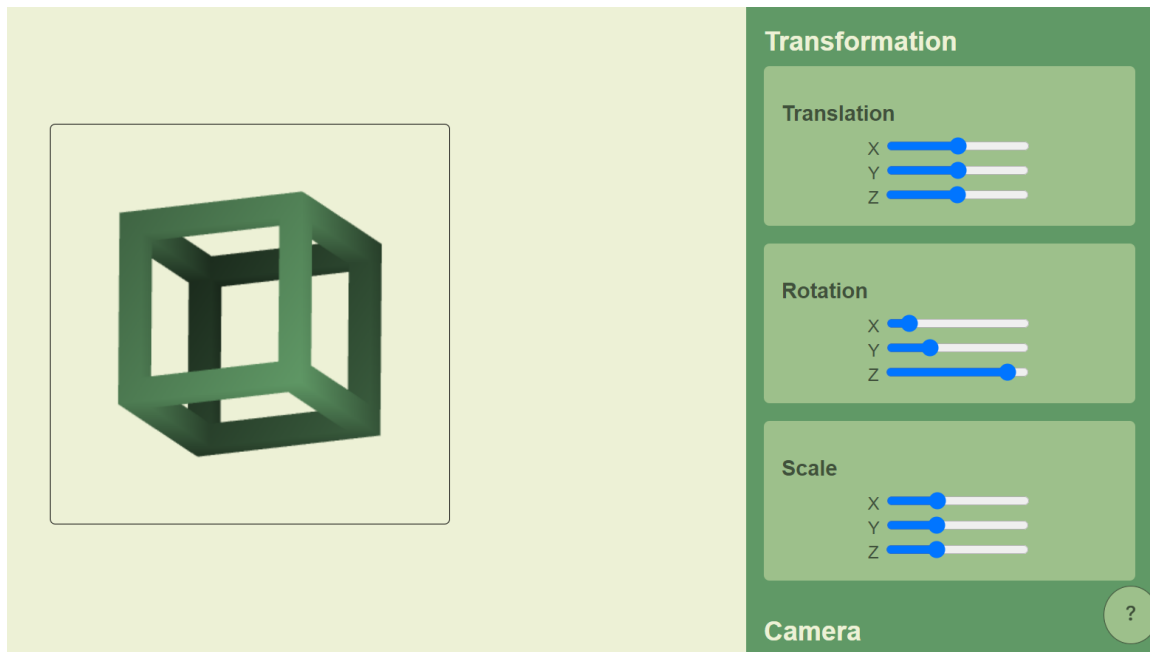 Transformation
Translation
X
Y
Z
Rotation
X
Y
Z
Scale
X
Y
Z
Camera
?